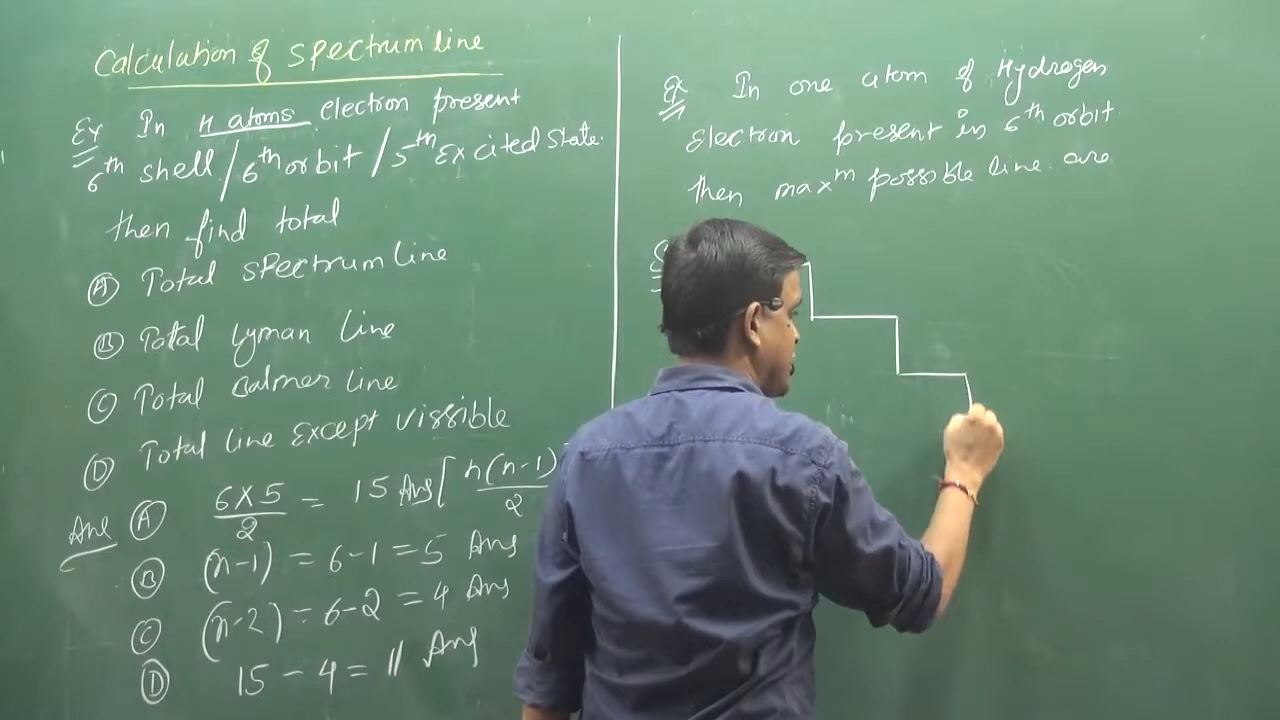 Calculation of spectrum line
Ex In H atoms electron present
6th shell / 6th orbit / 5th Excited state.
then find total
(A) Total spectrum line
(B) Total Lyman line
(C) Total Balmer line
(D) Total line except vissible
Ans (A) 6×5/2 = 15 Ans [n(n-1)/2
(B) (n-1) = 6-1 = 5 Ans
(C) (n-2) = 6-2 = 4 Ans
(D) 15 - 4 = 11 Ans
Ex In one atom of Hydrogen
Electron present in 6th orbit.
then maxm possible line are